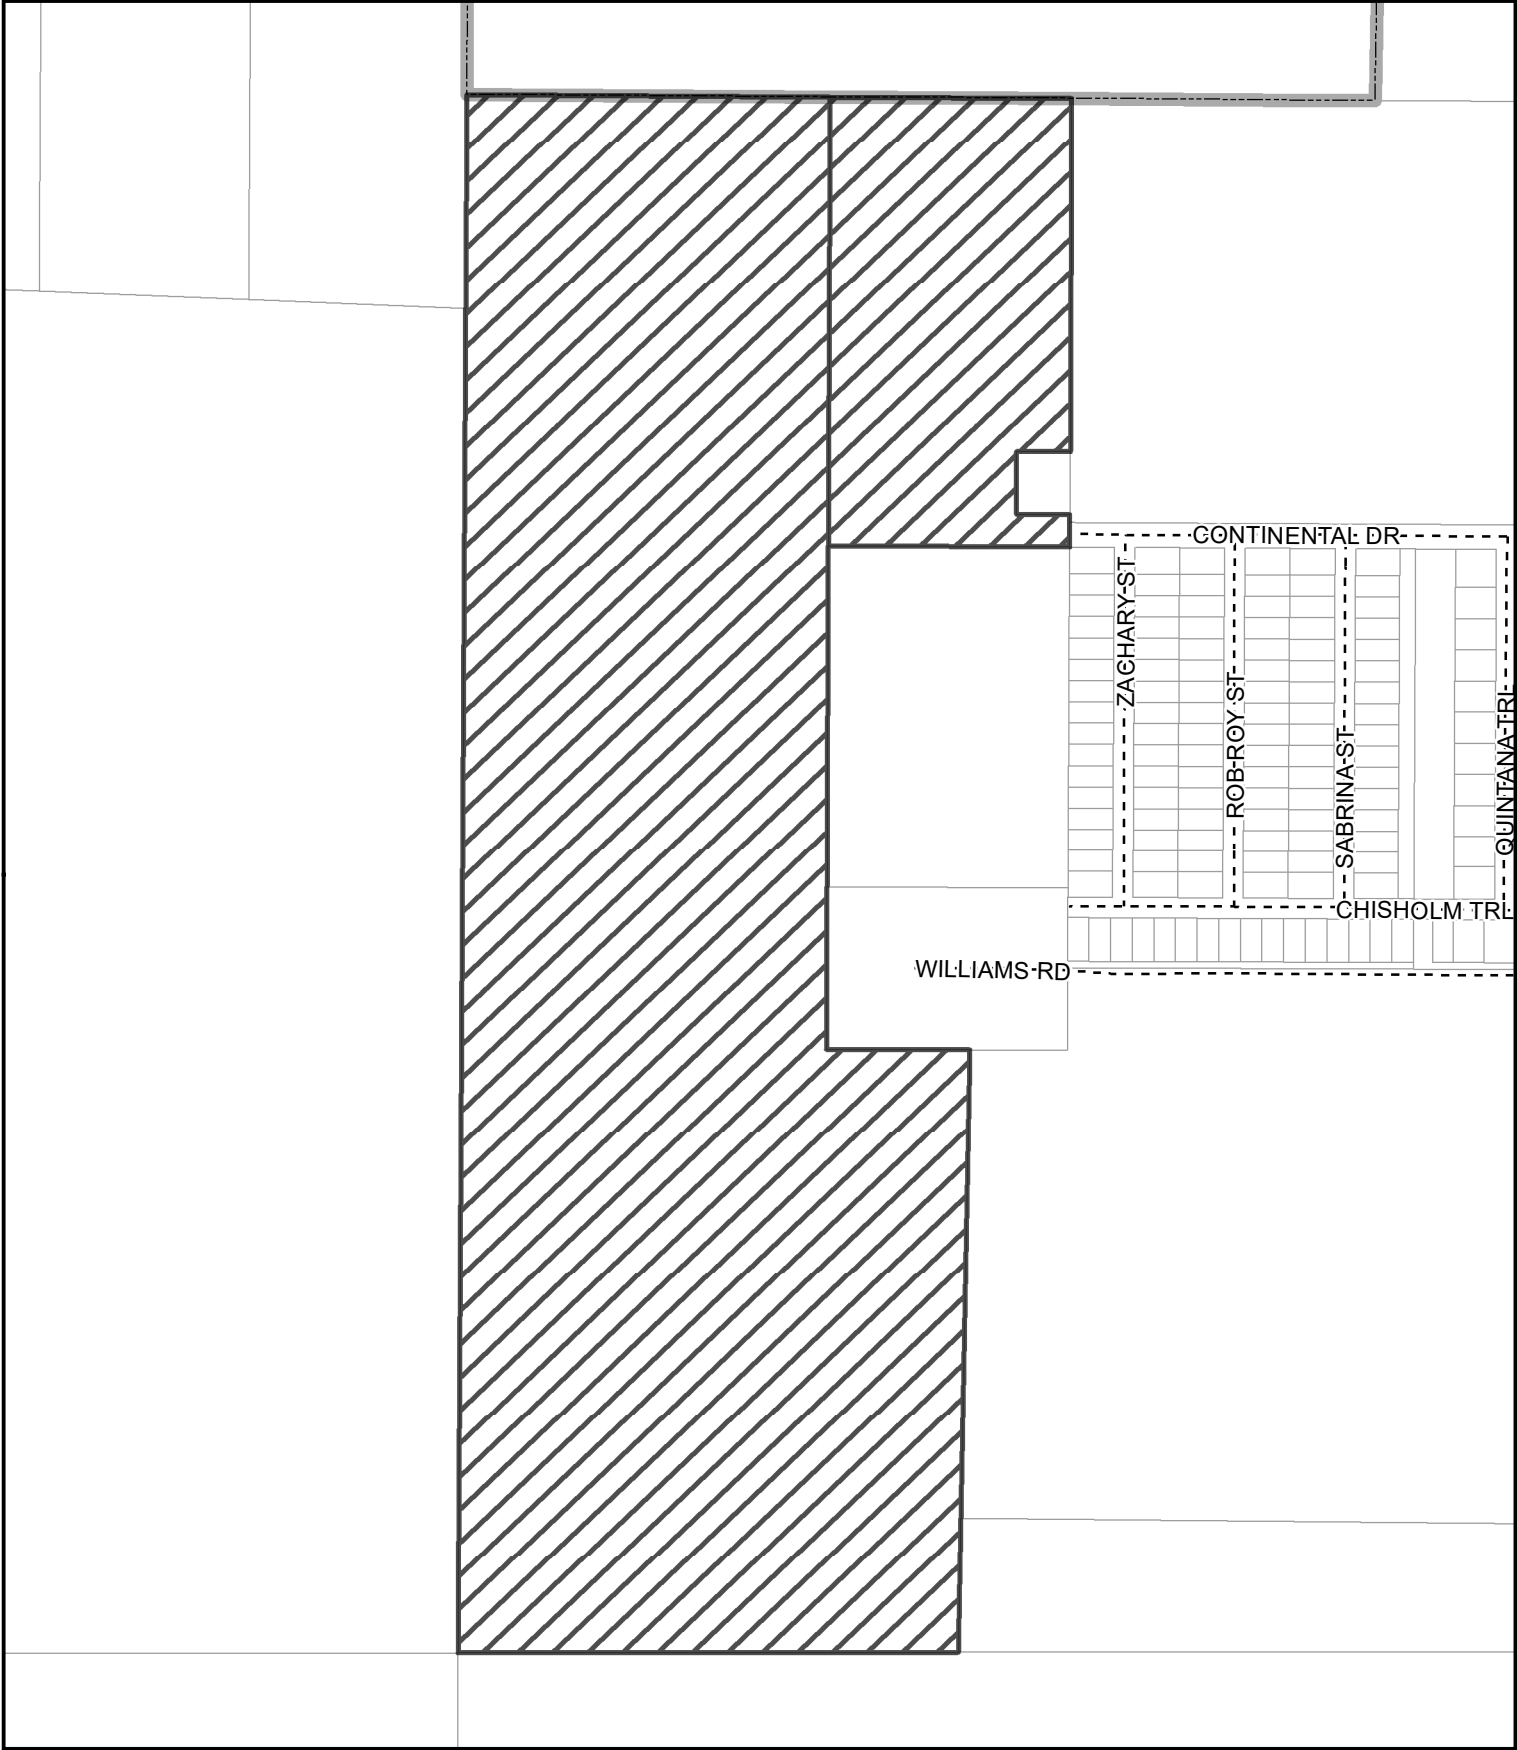 CONTINENTAL DR
ZACHARY ST
ROB ROY ST
SABRINA ST
QUINTANA TRL
CHISHOLM TRL
WILLIAMS RD